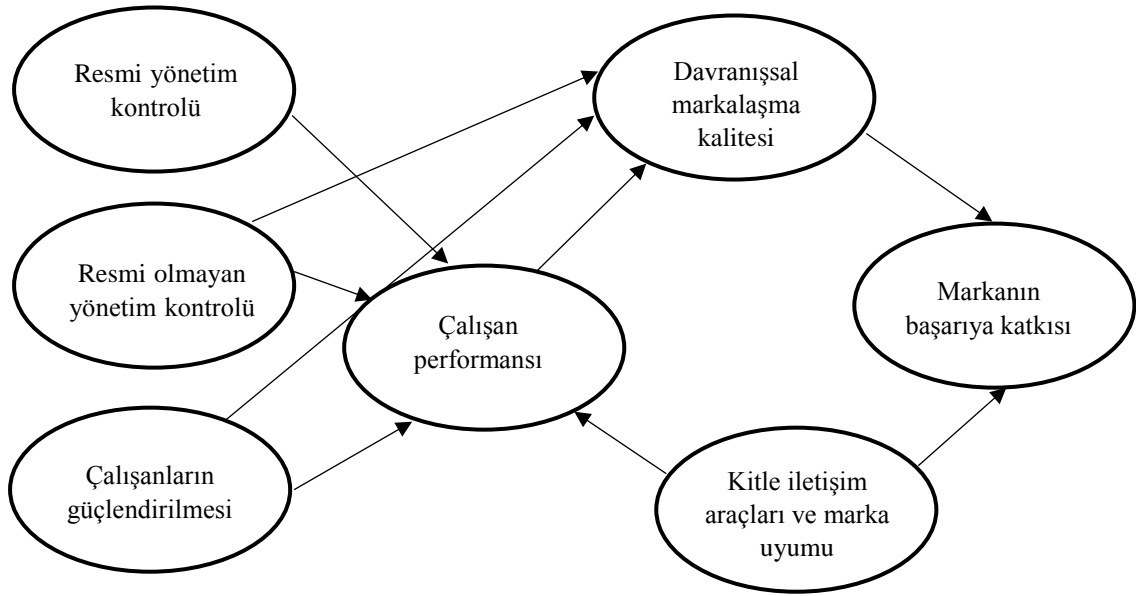 Resmi yönetim
kontrolü
Davranışsal
markalaşma
kalitesi
Resmi olmayan
yönetim kontrolü
Çalışan
performansı
Markanın
başarıya katkısı
Çalışanların
güçlendirilmesi
Kitle iletişim
araçları ve marka
uyumu